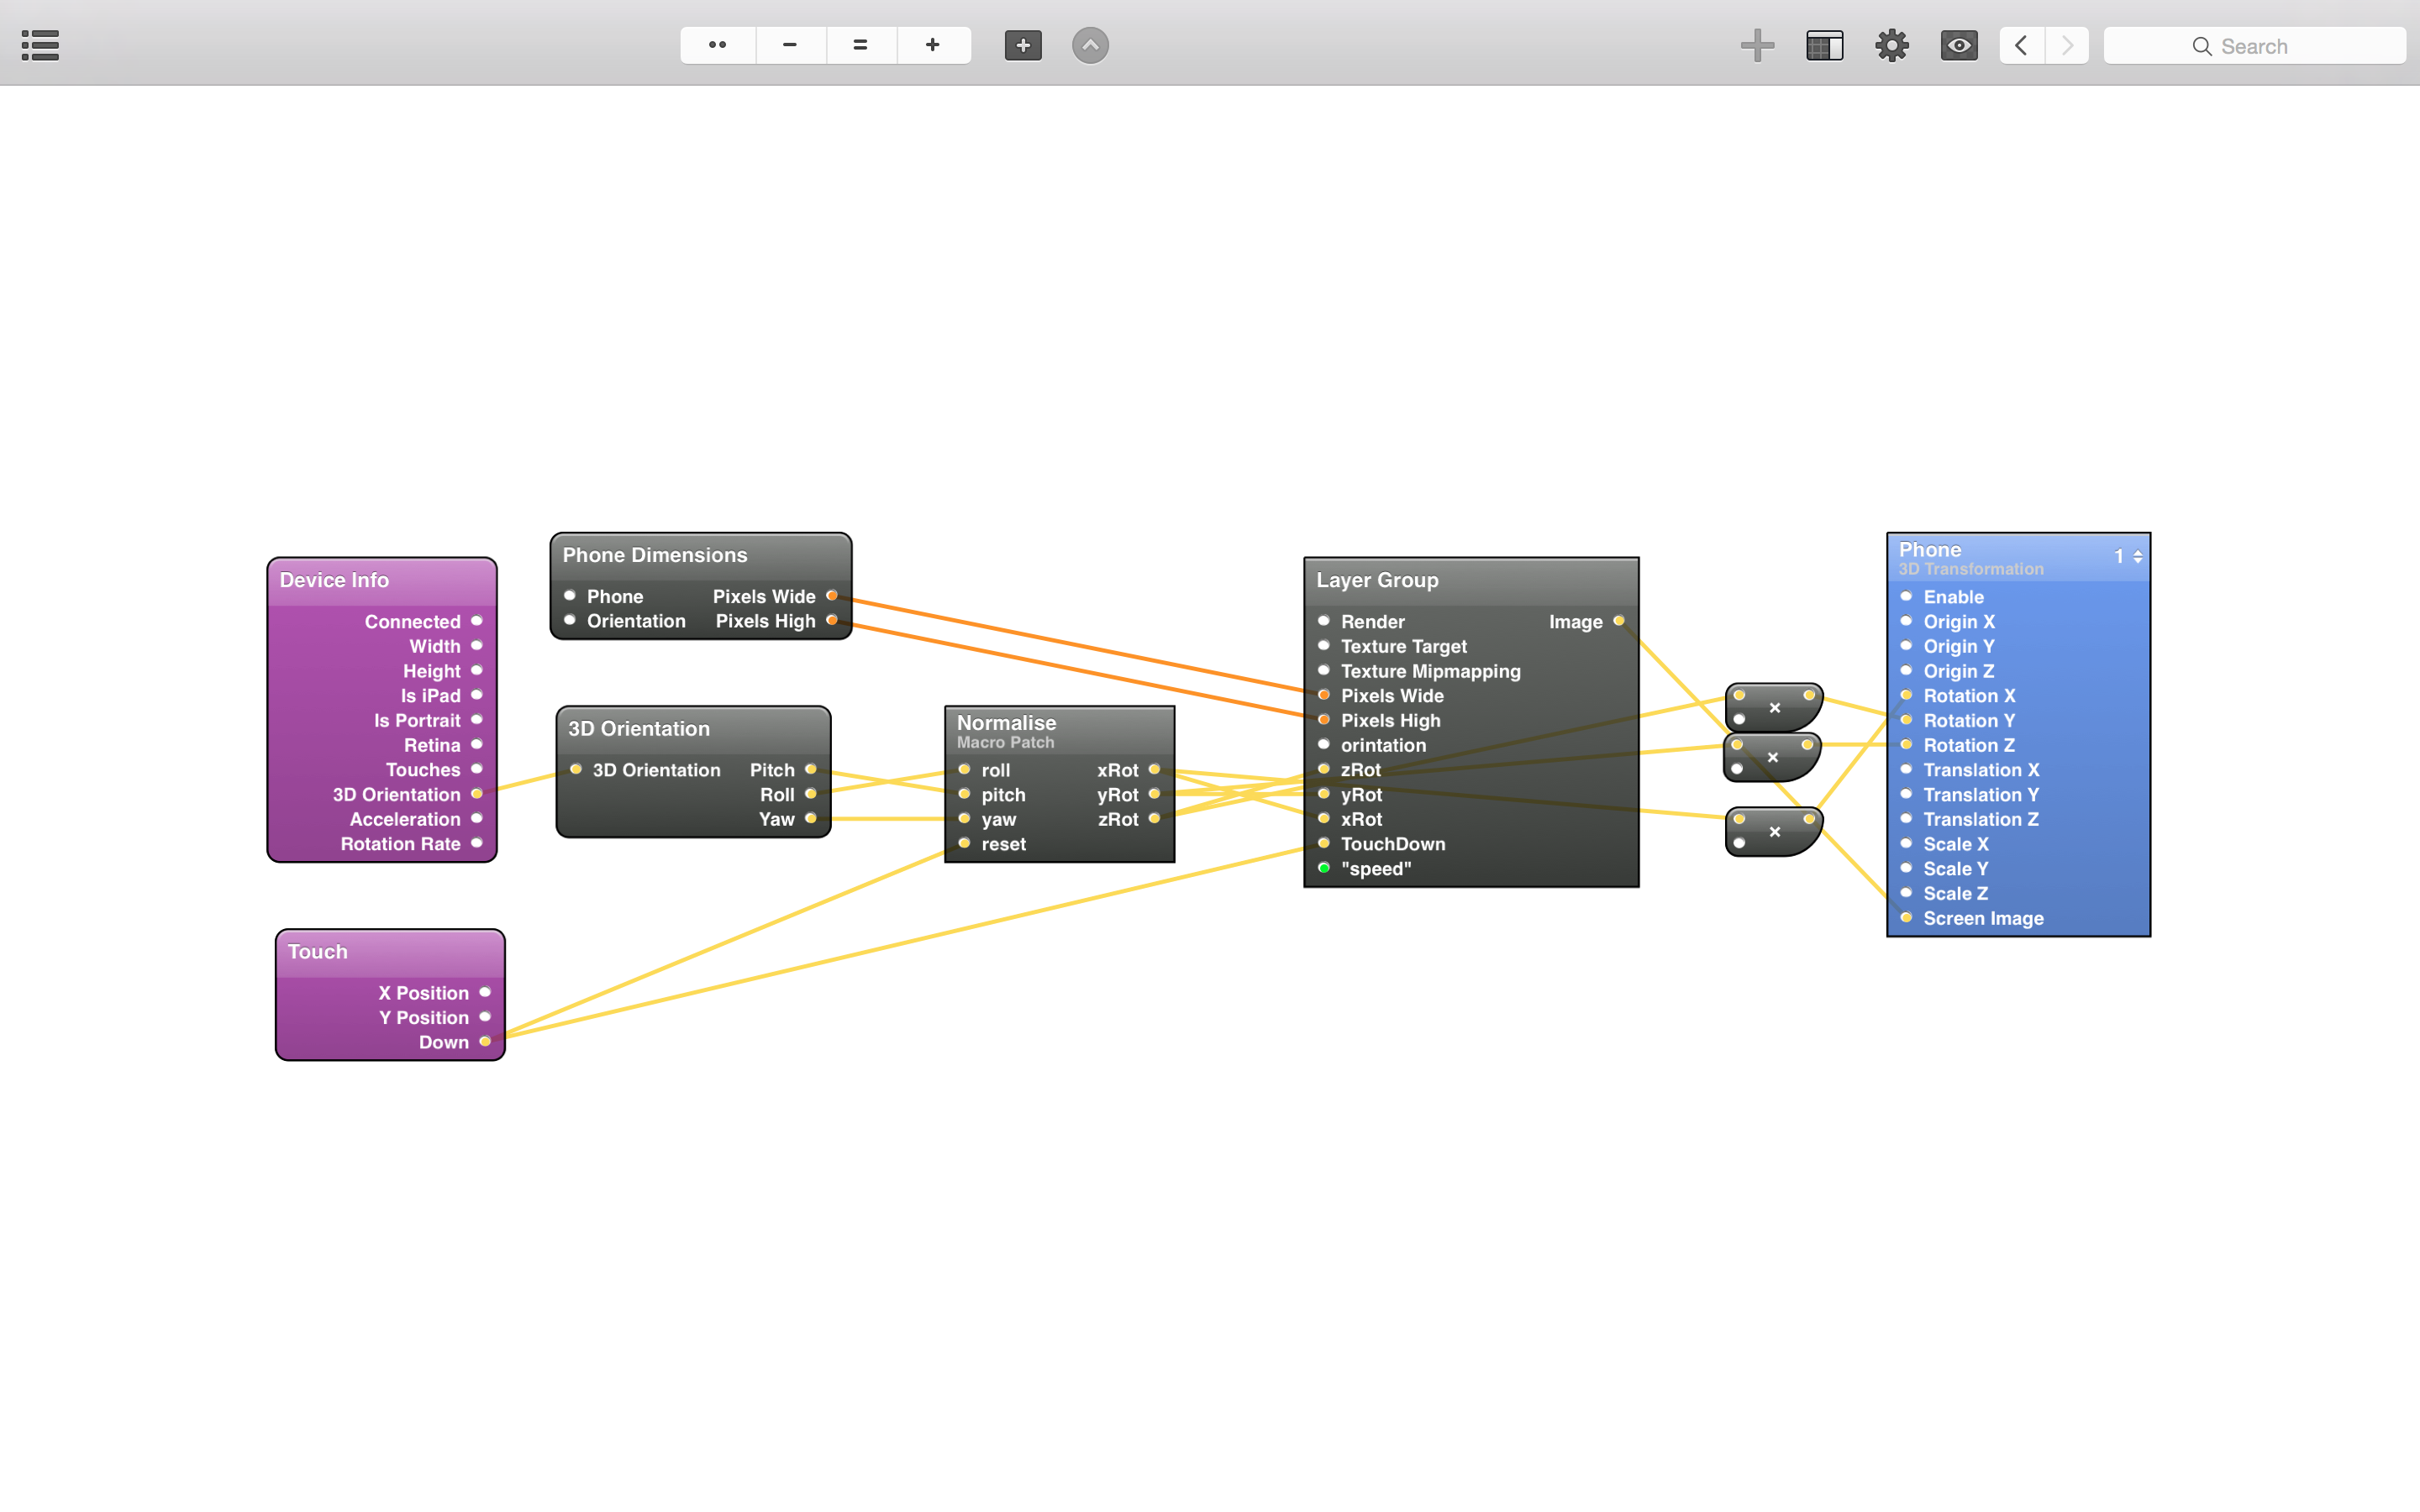 Search
Device Info
Connected
Width
Height
Is iPad
Is Portrait
Retina
Touches
3D Orientation
Acceleration
Rotation Rate
Touch
X Position
Y Position
Down
Phone Dimensions
Phone Pixels Wide
Orientation Pixels High
3D Orientation
3D Orientation Pitch
Roll
Yaw
Normalise
Macro Patch
roll xRot
pitch yRot
yaw zRot
reset
Layer Group
Render Image
Texture Target
Texture Mipmapping
Pixels Wide
Pixels High
orintation
zRot
yRot
xRot
TouchDown
"speed"
×
×
×
Phone 1
3D Transformation
Enable
Origin X
Origin Y
Origin Z
Rotation X
Rotation Y
Rotation Z
Translation X
Translation Y
Translation Z
Scale X
Scale Y
Scale Z
Screen Image